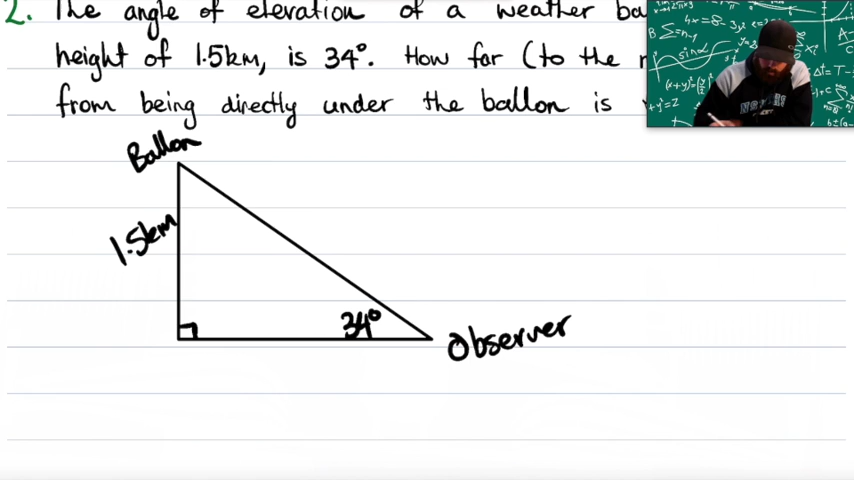 2. The angle of elevation of a weather
height of 1.5km, is 34°. How far (to the
from being directly under the ballon is
Ballon
1.5km
34°
Observer